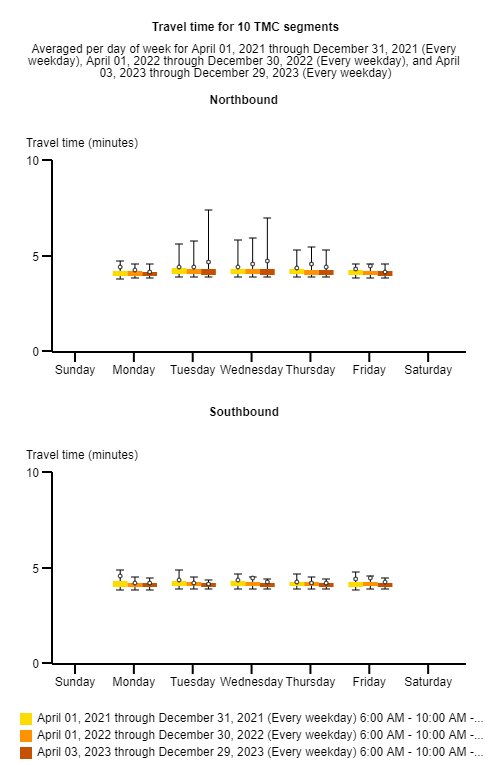 Travel time for 10 TMC segments
Averaged per day of week for April 01, 2021 through December 31, 2021 (Every
weekday), April 01, 2022 through December 30, 2022 (Every weekday), and April
03, 2023 through December 29, 2023 (Every weekday)
Northbound
Travel time (minutes)
10
5
0
Sunday Monday Tuesday Wednesday Thursday Friday Saturday
Southbound
Travel time (minutes)
10
5
0
Sunday Monday Tuesday Wednesday Thursday Friday Saturday
April 01, 2021 through December 31, 2021 (Every weekday) 6:00 AM - 10:00 AM -...
April 01, 2022 through December 30, 2022 (Every weekday) 6:00 AM - 10:00 AM -...
April 03, 2023 through December 29, 2023 (Every weekday) 6:00 AM - 10:00 AM -...